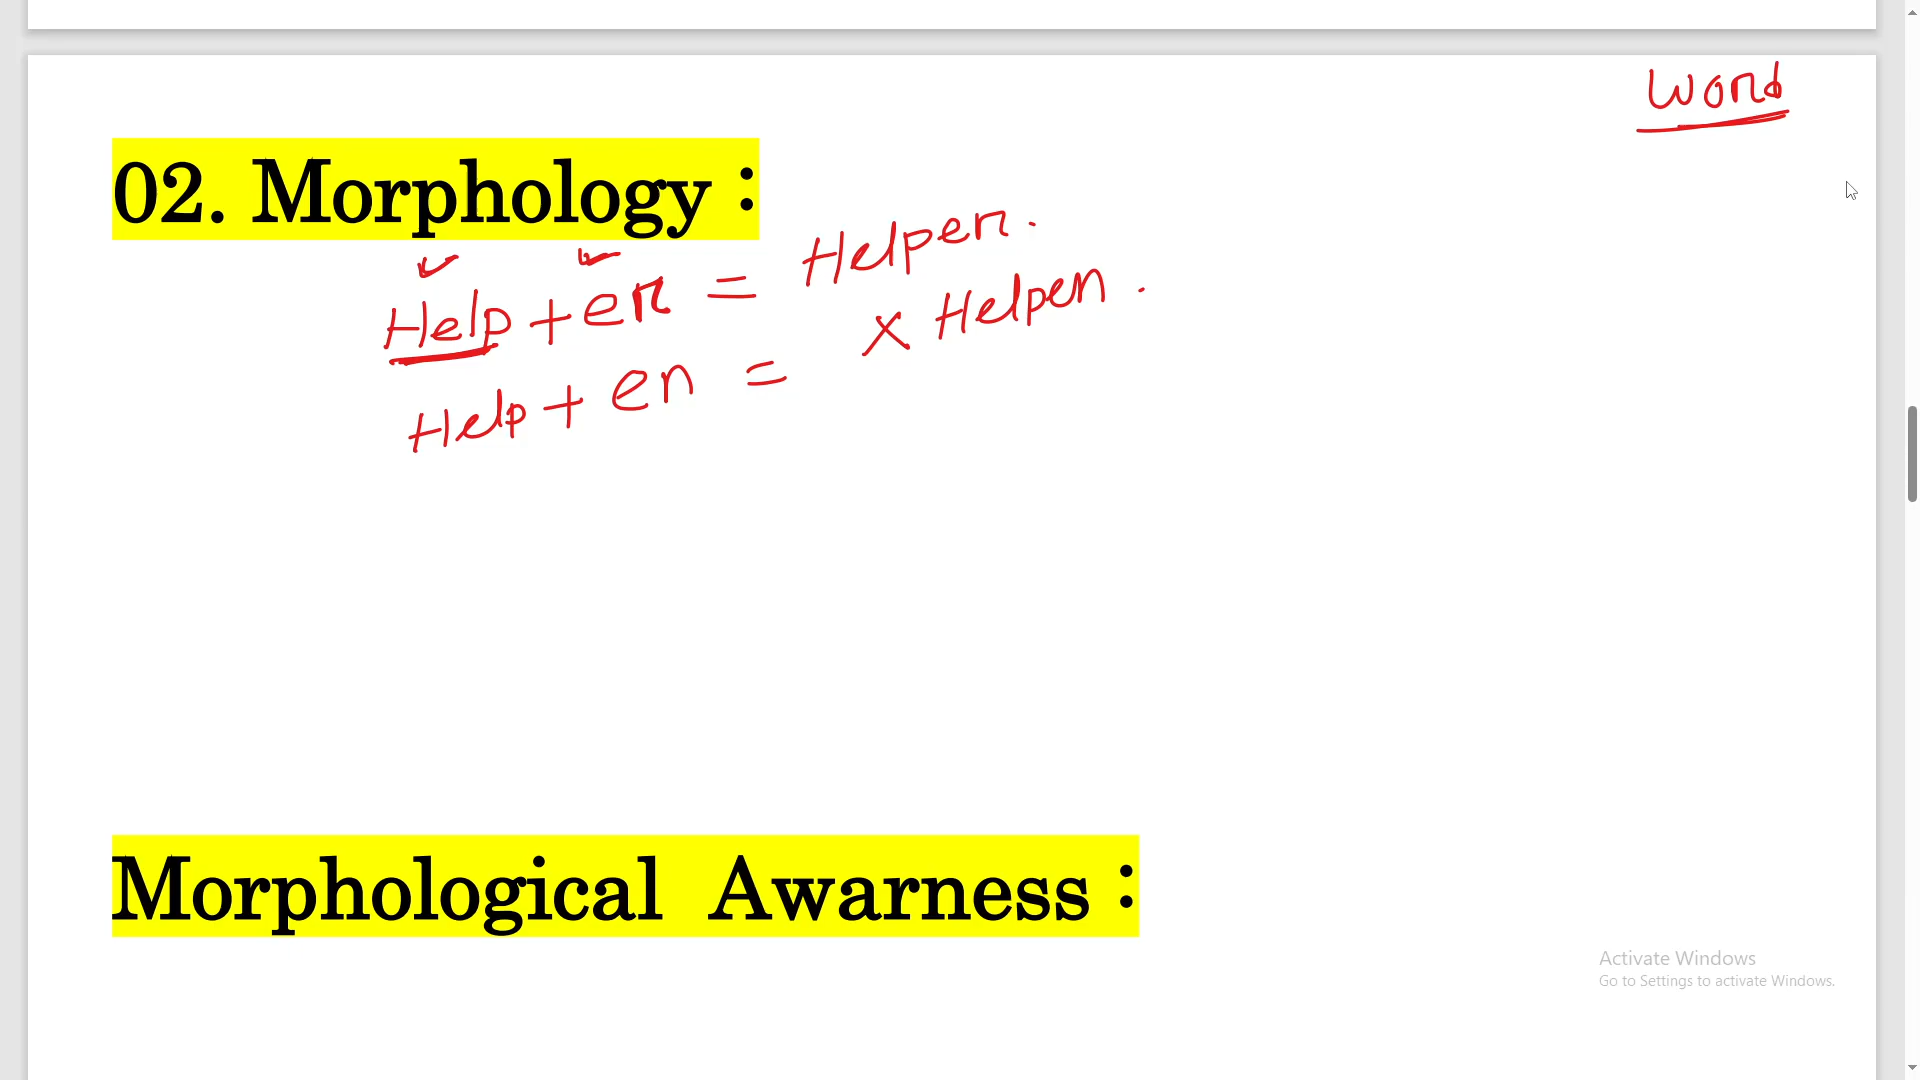 Word
02. Morphology :
Help + er = Helper.
Help + en = x Helpen.
Morphological Awarness :
Activate Windows
Go to Settings to activate Windows.